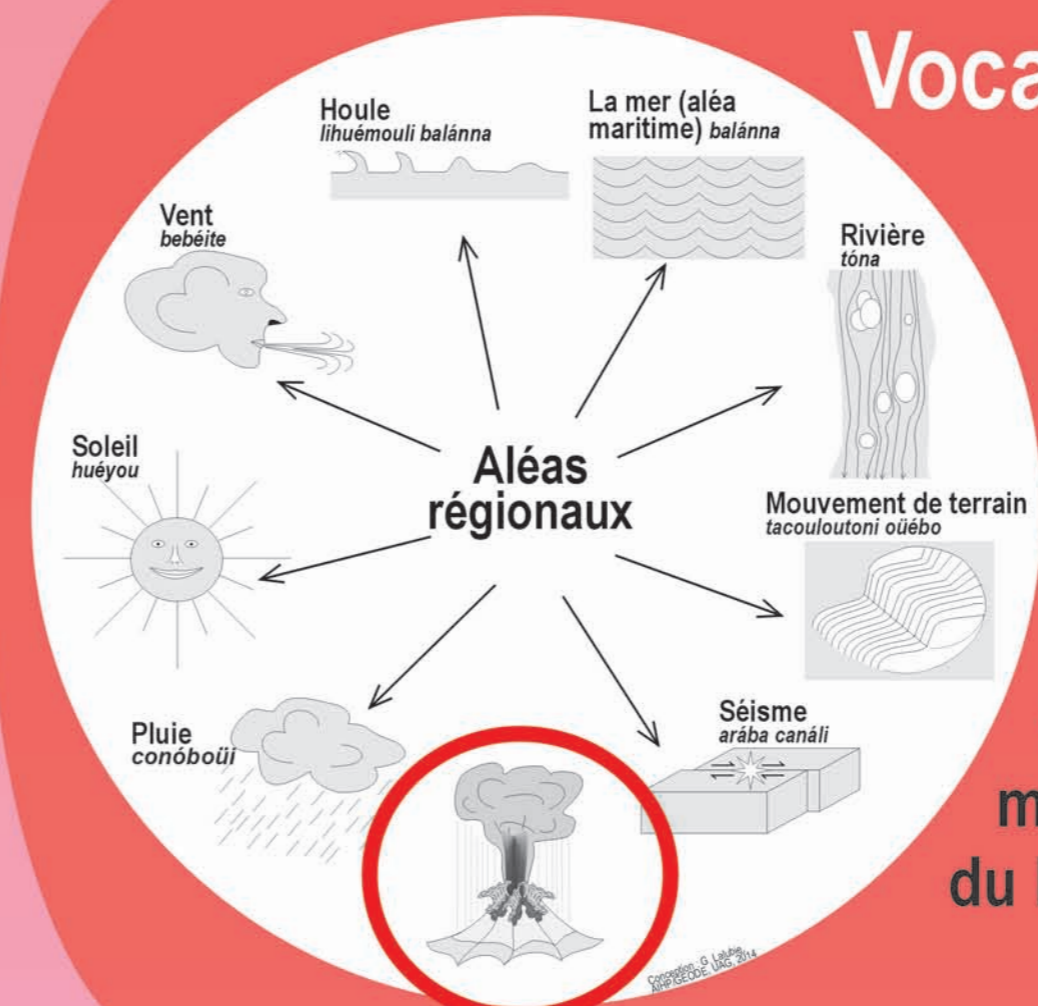 Voca
Houle
lihuémouli balánna
La mer (aléa
maritime) balánna
Vent
bebéite
Rivière
tóna
Aléas
régionaux
Soleil
huéyou
Mouvement de terrain
tacouloutoni oüébo
Pluie
conóboüi
Séisme
arába canáli
m
du
Conception : G. Lalubie,
AIHP/GEODE, UAG, 2014